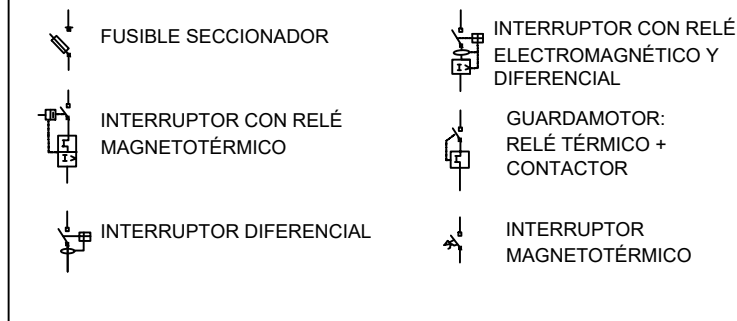 FUSIBLE SECCIONADOR
INTERRUPTOR CON RELÉ
MAGNETOTÉRMICO
INTERRUPTOR DIFERENCIAL
INTERRUPTOR CON RELÉ
ELECTROMAGNÉTICO Y
DIFERENCIAL
GUARDAMOTOR:
RELÉ TÉRMICO +
CONTACTOR
INTERRUPTOR
MAGNETOTÉRMICO